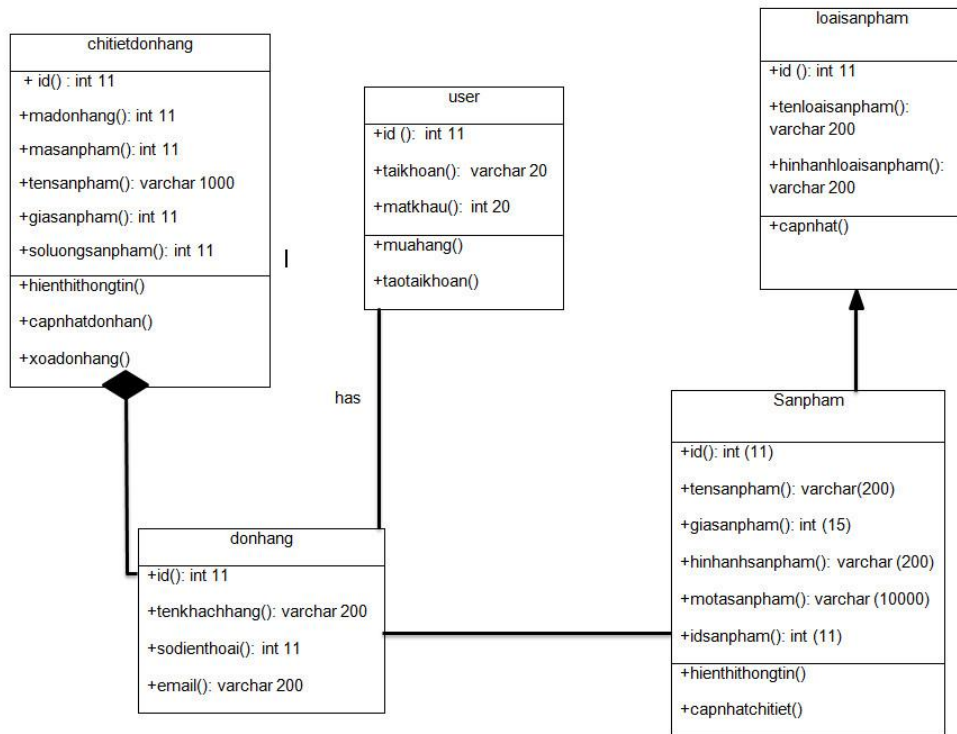 chitietdonhang
+ id() : int 11
+madonhang(): int 11
+masanpham(): int 11
+tensanpham(): varchar 1000
+giasanpham(): int 11
+soluongsanpham(): int 11
+hienthithongtin()
+capnhatdonhan()
+xoadonhang()
user
+id (): int 11
+taikhoan(): varchar 20
+matkhau(): int 20
+muahang()
+taotaikhoan()
loaisanpham
+id (): int 11
+tenloaisanpham():
varchar 200
+hinhanhloaisanpham():
varchar 200
+capnhat()
has
donhang
+id(): int 11
+tenkhachhang(): varchar 200
+sodienthoai(): int 11
+email(): varchar 200
Sanpham
+id(): int (11)
+tensanpham(): varchar(200)
+giasanpham(): int (15)
+hinhanhsanpham(): varchar (200)
+motasanpham(): varchar (10000)
+idsanpham(): int (11)
+hienthithongtin()
+capnhatchitiet()